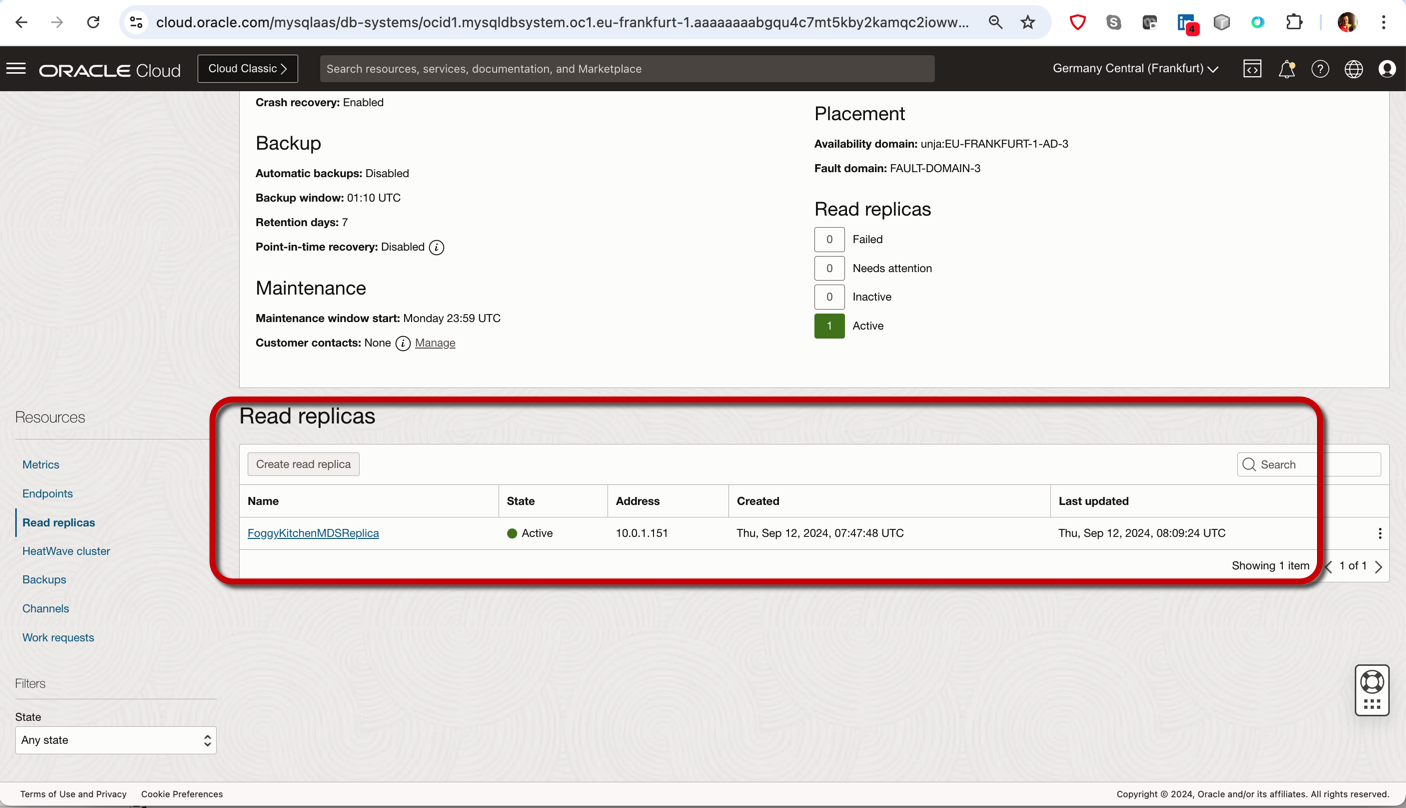 cloud.oracle.com/mysqlaas/db-systems/ocid1.mysqldbsystem.oc1.eu-frankfurt-1.aaaaaaaabgqu4c7mt5kby2kamqc2ioww...
4
ORACLE Cloud
Cloud Classic
Search resources, services, documentation, and Marketplace
Germany Central (Frankfurt)
Crash recovery: Enabled
Backup
Automatic backups: Disabled
Backup window: 01:10 UTC
Retention days: 7
Point-in-time recovery: Disabled i
Maintenance
Maintenance window start: Monday 23:59 UTC
Customer contacts: None i Manage
Placement
Availability domain: unja:EU-FRANKFURT-1-AD-3
Fault domain: FAULT-DOMAIN-3
Read replicas
0 Failed
0 Needs attention
0 Inactive
1 Active
Resources
Metrics
Endpoints
Read replicas
HeatWave cluster
Backups
Channels
Work requests
Filters
State
Any state
Read replicas
Create read replica
Search
Name State Address Created Last updated
FoggyKitchenMDSReplica Active 10.0.1.151 Thu, Sep 12, 2024, 07:47:48 UTC Thu, Sep 12, 2024, 08:09:24 UTC
Showing 1 item < 1 of 1 >
Terms of Use and Privacy Cookie Preferences
Copyright © 2024, Oracle and/or its affiliates. All rights reserved.